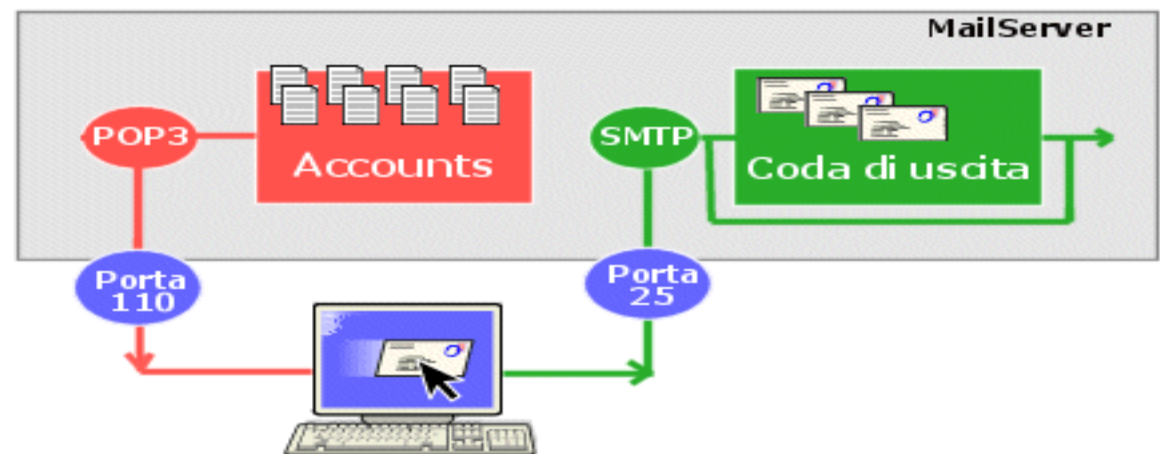 MailServer
POP3
Accounts
SMTP
Coda di uscita
Porta
110
Porta
25